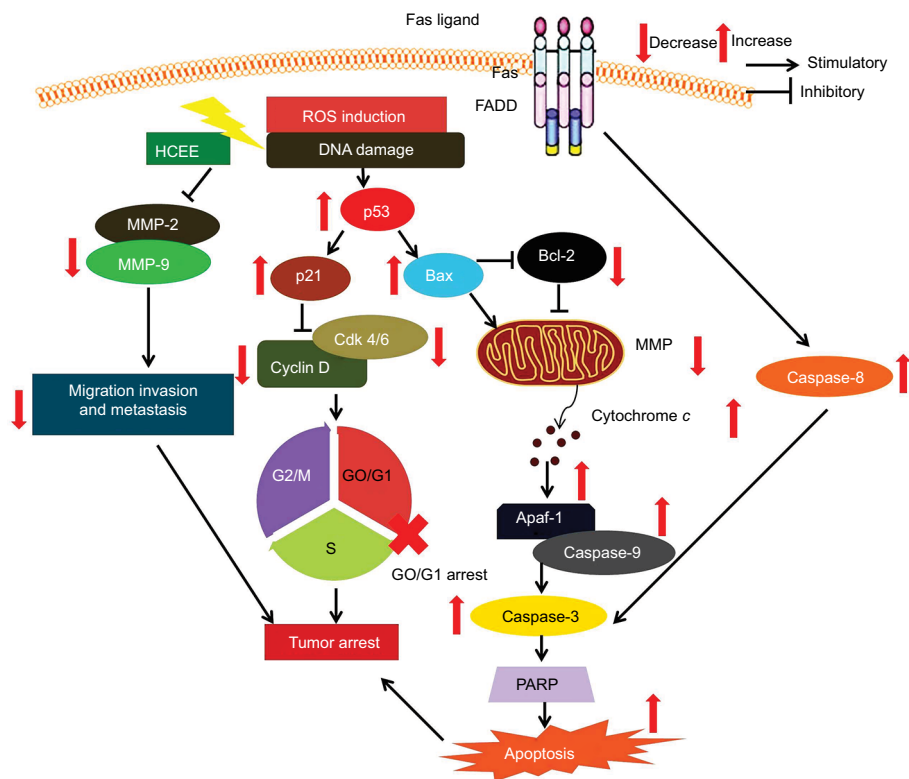 Fas ligand
Decrease
Increase
Stimulatory
Inhibitory
Fas
FADD
ROS induction
DNA damage
HCEE
p53
MMP-2
MMP-9
p21
Bax
Bcl-2
Cdk 4/6
Cyclin D
MMP
Migration invasion
and metastasis
Caspase-8
Cytochrome c
G2/M
GO/G1
S
GO/G1 arrest
Apaf-1
Caspase-9
Caspase-3
Tumor arrest
PARP
Apoptosis